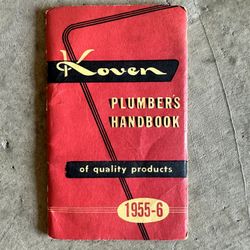 Koven
PLUMBER'S
HANDBOOK
of quality products
1955-6